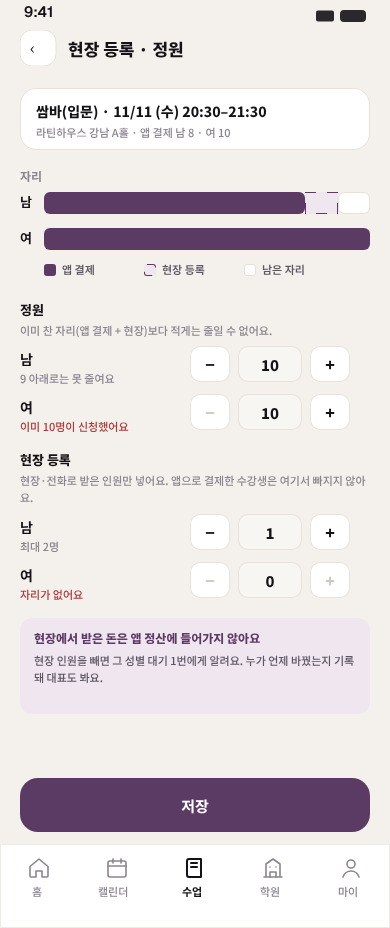 9:41
‹ 현장 등록 · 정원
쌈바(입문) · 11/11 (수) 20:30–21:30
라틴하우스 강남 A홀 · 앱 결제 남 8 · 여 10
자리
남
여
앱 결제 현장 등록 남은 자리
정원
이미 찬 자리(앱 결제 + 현장)보다 적게는 줄일 수 없어요.
남
9 아래로는 못 줄여요
− 10 +
여
이미 10명이 신청했어요
− 10 +
현장 등록
현장·전화로 받은 인원만 넣어요. 앱으로 결제한 수강생은 여기서 빠지지 않아
요.
남
최대 2명
− 1 +
여
자리가 없어요
− 0 +
현장에서 받은 돈은 앱 정산에 들어가지 않아요
현장 인원을 빼면 그 성별 대기 1번에게 알려요. 누가 언제 바꿨는지 기록
돼 대표도 봐요.
저장
홈 캘린더 수업 학원 마이